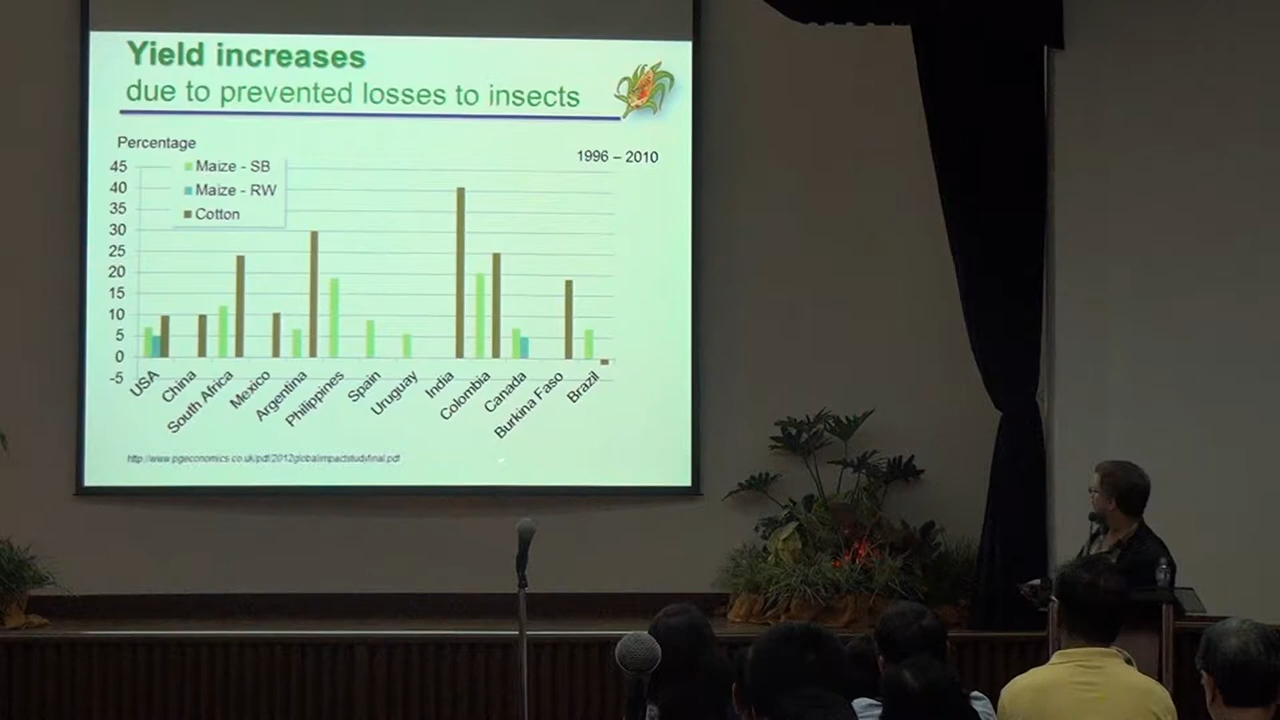 Yield increases
due to prevented losses to insects
Percentage
1996 – 2010
Maize - SB
Maize - RW
Cotton
45
40
35
30
25
20
15
10
5
0
-5
USA
China
South Africa
Mexico
Argentina
Philippines
Spain
Uruguay
India
Colombia
Canada
Burkina Faso
Brazil
http://www.pgeconomics.co.uk/pdf/2012globalimpactstudyfinal.pdf